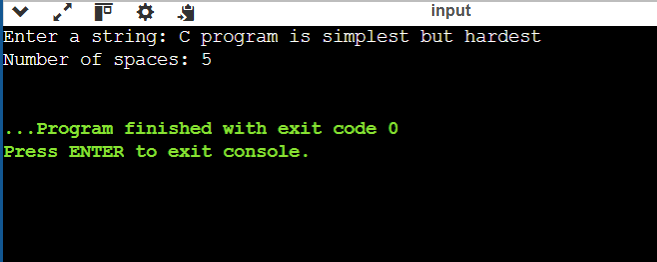 input
Enter a string: C program is simplest but hardest
Number of spaces: 5
...Program finished with exit code 0
Press ENTER to exit console.